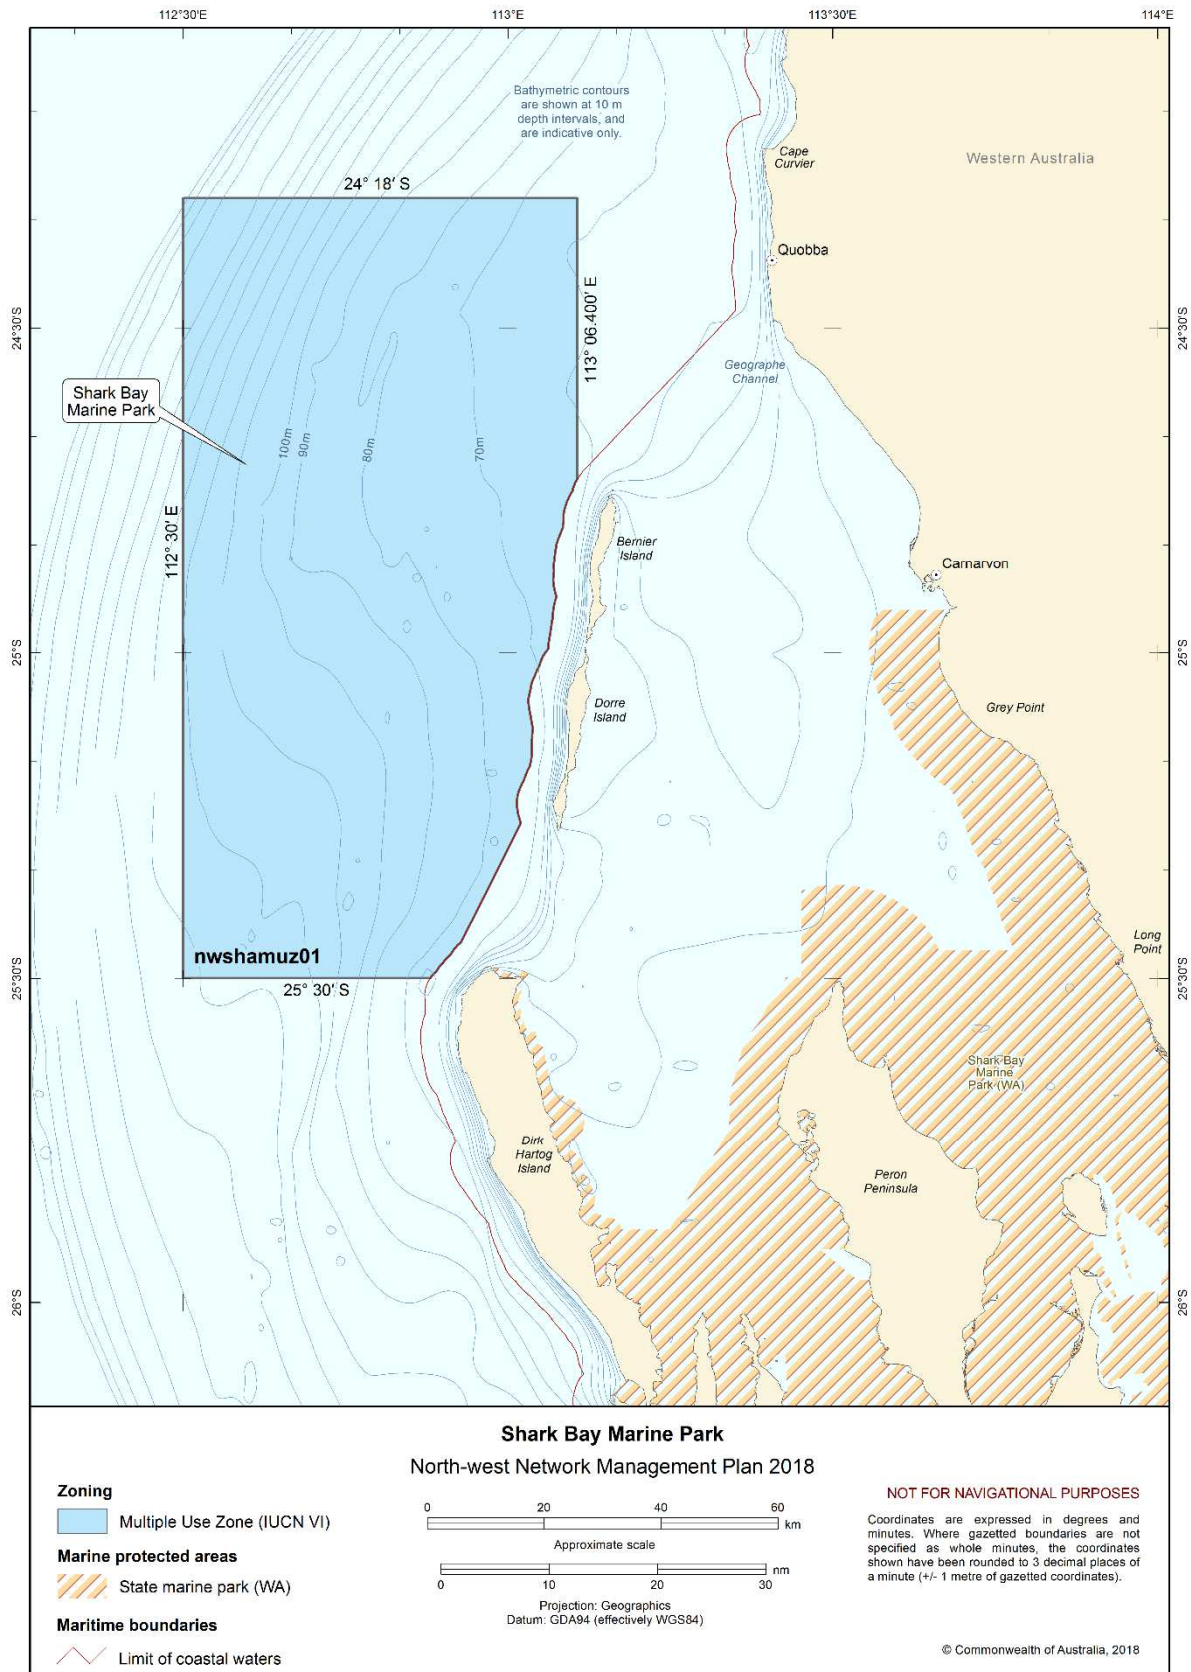 112°30'E
113°E
113°30'E
114°E
Bathymetric contours
are shown at 10 m
depth intervals, and
are indicative only.
Cape
Curvier
Western Australia
24° 18' S
Quobba
113° 06.400' E
24°30'S
24°30'S
Geographe
Channel
Shark Bay
Marine Park
100m
90m
80m
70m
112° 30' E
Bernier
Island
Carnarvon
25°S
25°S
Dorre
Island
Grey Point
Long
Point
nwshamuz01
25°30'S
25° 30' S
25°30'S
Shark Bay
Marine
Park (WA)
Dirk
Hartog
Island
Peron
Peninsula
26°S
26°S
Shark Bay Marine Park
North-west Network Management Plan 2018
Zoning
Multiple Use Zone (IUCN VI)
Marine protected areas
State marine park (WA)
Maritime boundaries
Limit of coastal waters
0 20 40 60
km
Approximate scale
nm
0 10 20 30
Projection: Geographics
Datum: GDA94 (effectively WGS84)
NOT FOR NAVIGATIONAL PURPOSES
Coordinates are expressed in degrees and
minutes. Where gazetted boundaries are not
specified as whole minutes, the coordinates
shown have been rounded to 3 decimal places of
a minute (+/- 1 metre of gazetted coordinates).
© Commonwealth of Australia, 2018